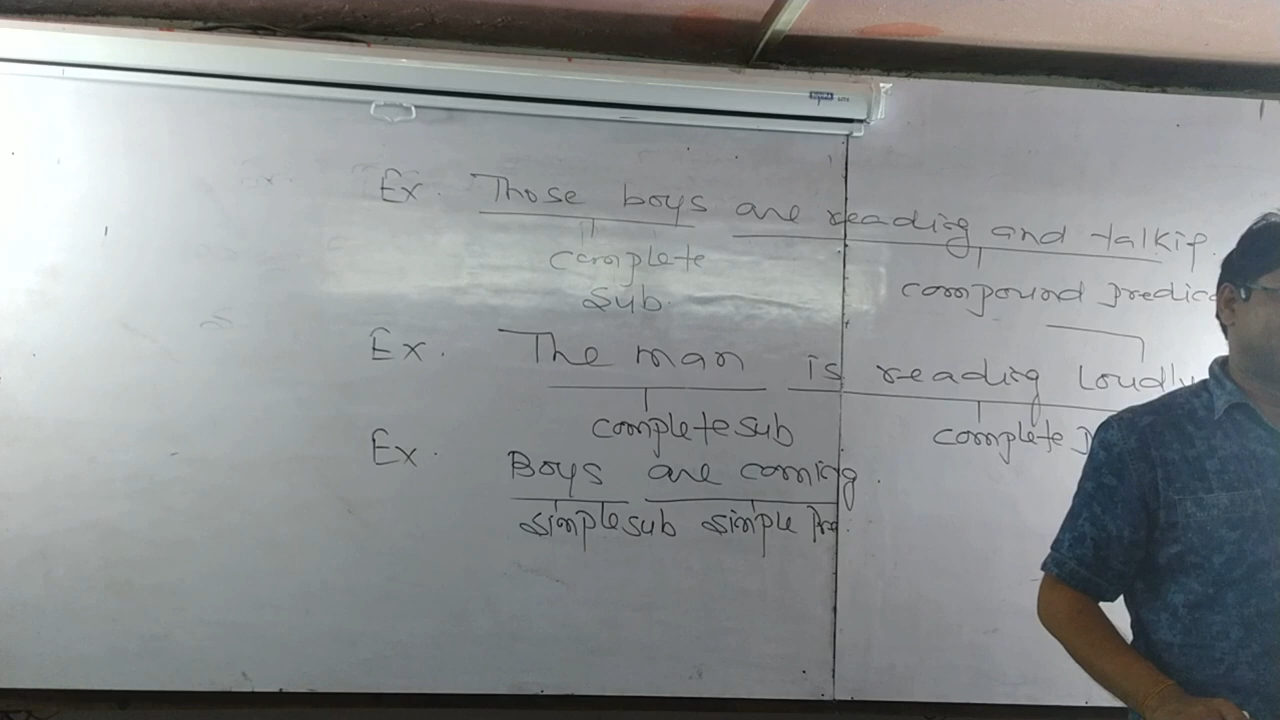 Ex. Those boys are reading and talkig.
complete
sub.
compound predica
Ex. The man is reading loudly
complete sub complete
Ex. Boys are coming.
simple sub simple Pre.